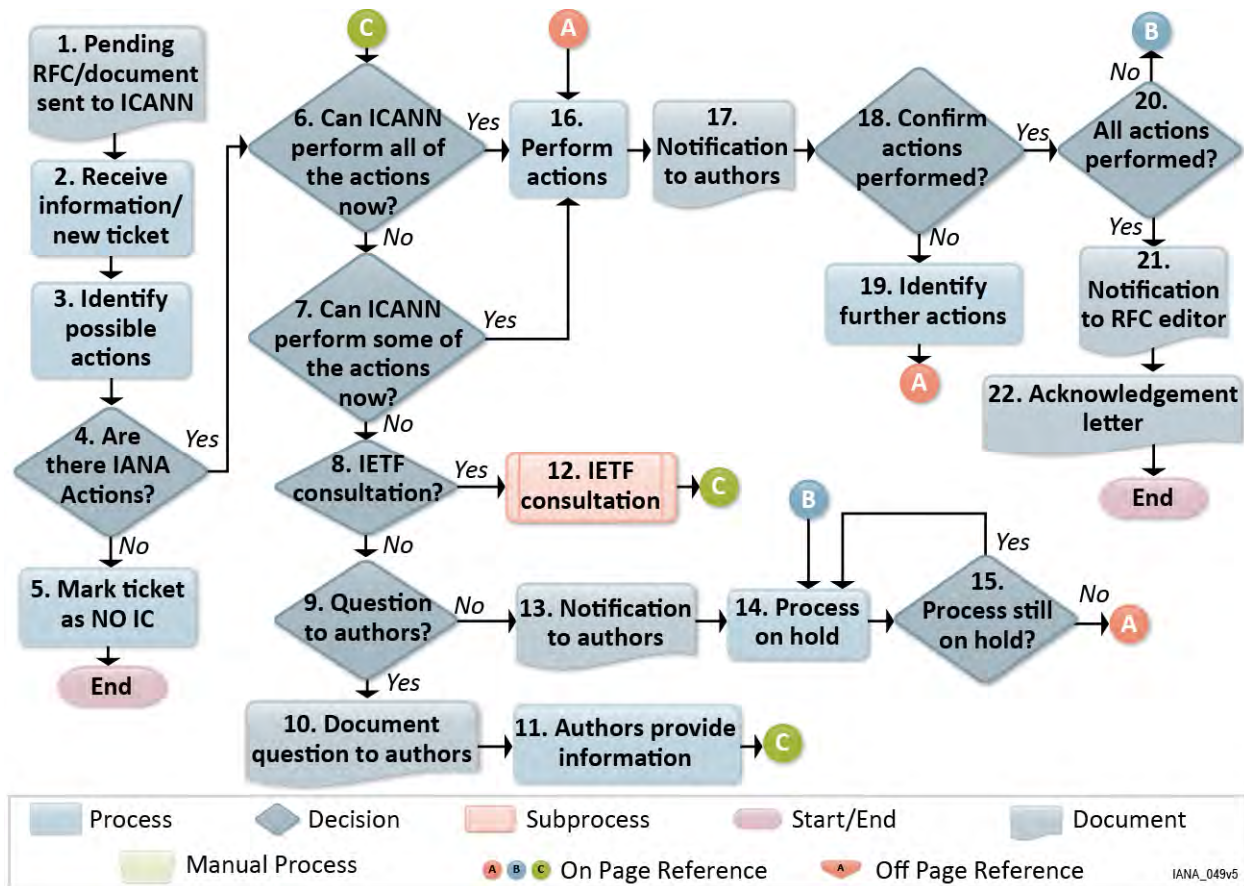 1. Pending
RFC/document
sent to ICANN
2. Receive
information/
new ticket
3. Identify
possible
actions
4. Are
there IANA
Actions?
Yes
No
5. Mark ticket
as NO IC
End
C
6. Can ICANN
perform all of
the actions
now?
Yes
No
7. Can ICANN
perform some of
the actions
now?
Yes
No
8. IETF
consultation?
Yes
No
12. IETF
consultation
C
9. Question
to authors?
No
Yes
10. Document
question to authors
11. Authors provide
information
C
13. Notification
to authors
B
14. Process
on hold
15.
Process still
on hold?
Yes
No
A
A
16.
Perform
actions
17.
Notification
to authors
18. Confirm
actions
performed?
Yes
No
19. Identify
further actions
A
B
No
20.
All actions
performed?
Yes
21.
Notification
to RFC editor
22. Acknowledgement
letter
End
Process
Decision
Subprocess
Start/End
Document
Manual Process
A B C On Page Reference
A Off Page Reference
IANA_049v5